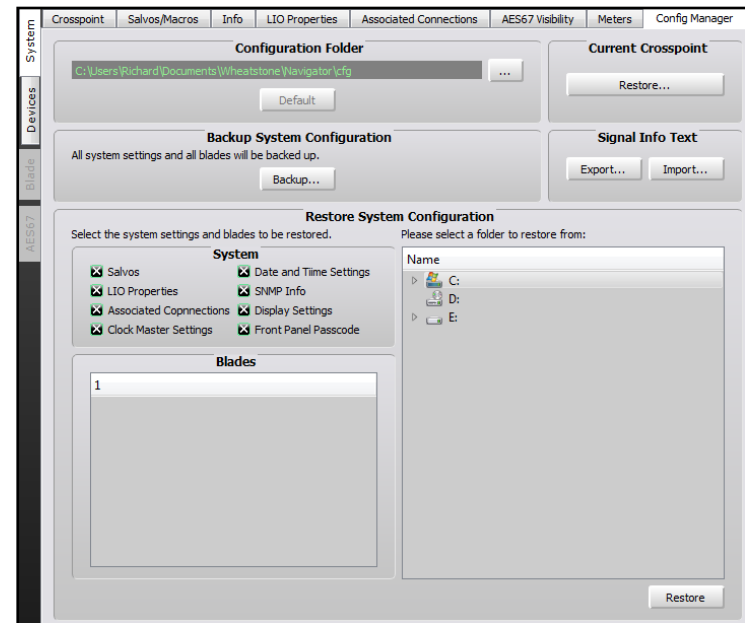 Crosspoint Salvos/Macros Info LIO Properties Associated Connections AES67 Visibility Meters Config Manager
System
Devices
Blade
AES67
Configuration Folder
C:\Users\Richard\Documents\Wheatstone\Navigator\cfg
...
Default
Current Crosspoint
Restore...
Backup System Configuration
All system settings and all blades will be backed up.
Backup...
Signal Info Text
Export... Import...
Restore System Configuration
Select the system settings and blades to be restored.
System
Salvos Date and Tiime Settings
LIO Properties SNMP Info
Associated Copnnections Display Settings
Clock Master Settings Front Panel Passcode
Blades
1
Please select a folder to restore from:
Name
C:
D:
E:
Restore